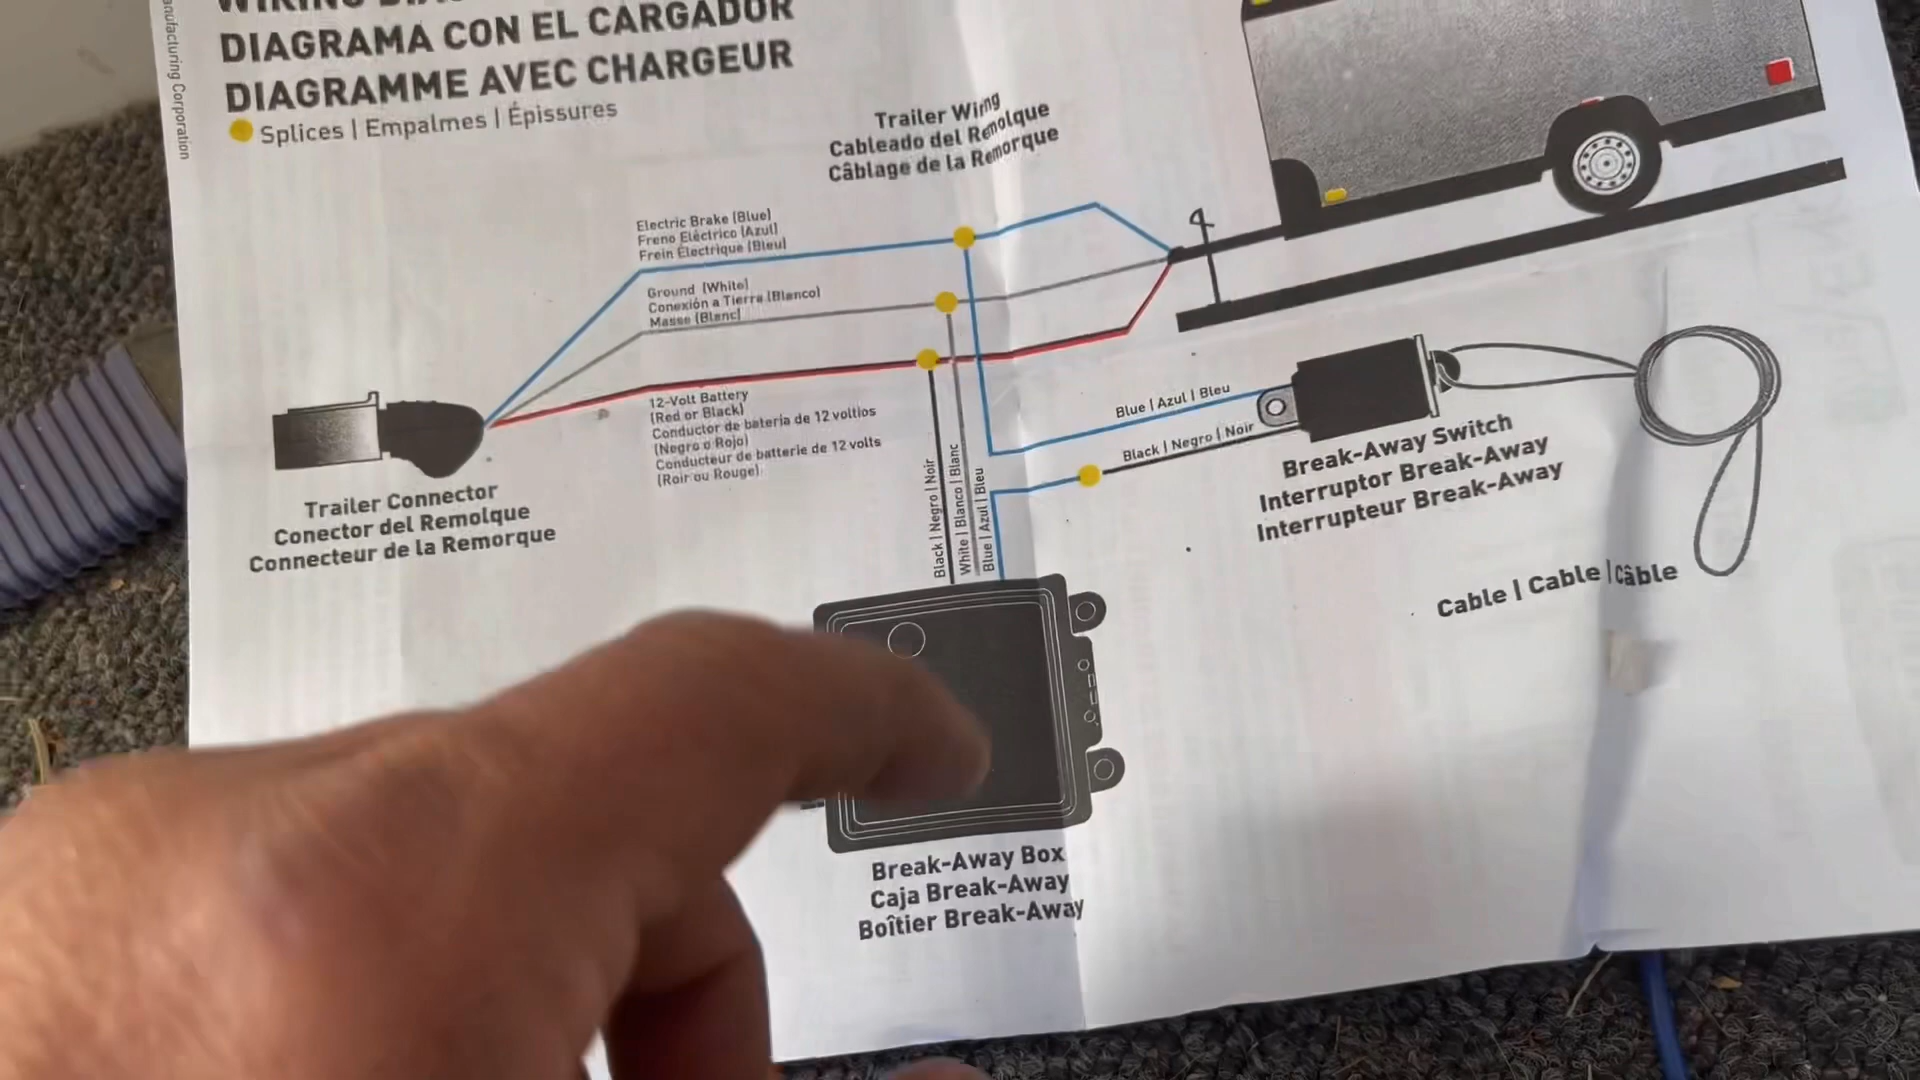 DIAGRAMA CON EL CARGADOR
DIAGRAMME AVEC CHARGEUR
Splices | Empalmes | Épissures
Manufacturing Corporation
Trailer Wiring
Cableado del Remolque
Câblage de la Remorque
Electric Brake (Blue)
Freno Eléctrico (Azul)
Frein Électrique (Bleu)
Ground (White)
Conexión a Tierra (Blanco)
Masse (Blanc)
12-Volt Battery
(Red or Black)
Conductor de bateria de 12 voltios
(Negro o Rojo)
Conducteur de batterie de 12 volts
(Roir ou Rouge)
Trailer Connector
Conector del Remolque
Connecteur de la Remorque
Blue | Azul | Bleu
Black | Negro | Noir
Break-Away Switch
Interruptor Break-Away
Interrupteur Break-Away
Cable | Cable | Câble
Black | Negro | Noir
White | Blanco | Blanc
Blue | Azul | Bleu
Break-Away Box
Caja Break-Away
Boîtier Break-Away